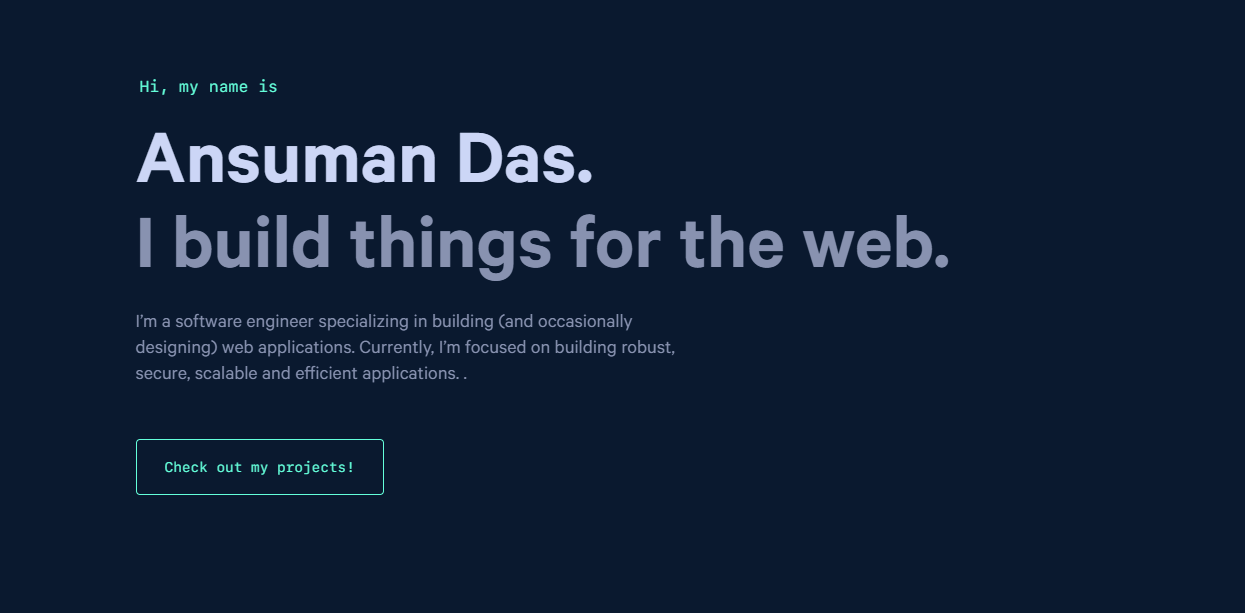 Hi, my name is
Ansuman Das.
I build things for the web.
I’m a software engineer specializing in building (and occasionally
designing) web applications. Currently, I’m focused on building robust,
secure, scalable and efficient applications. .
Check out my projects!